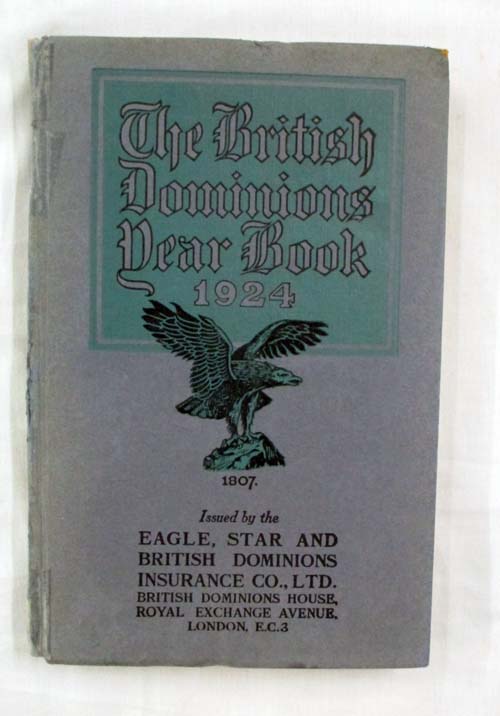 The British
Dominions
Year Book
1924
1807.
Issued by the
EAGLE, STAR AND
BRITISH DOMINIONS
INSURANCE CO., LTD.
BRITISH DOMINIONS HOUSE,
ROYAL EXCHANGE AVENUE.
LONDON, E.C.3